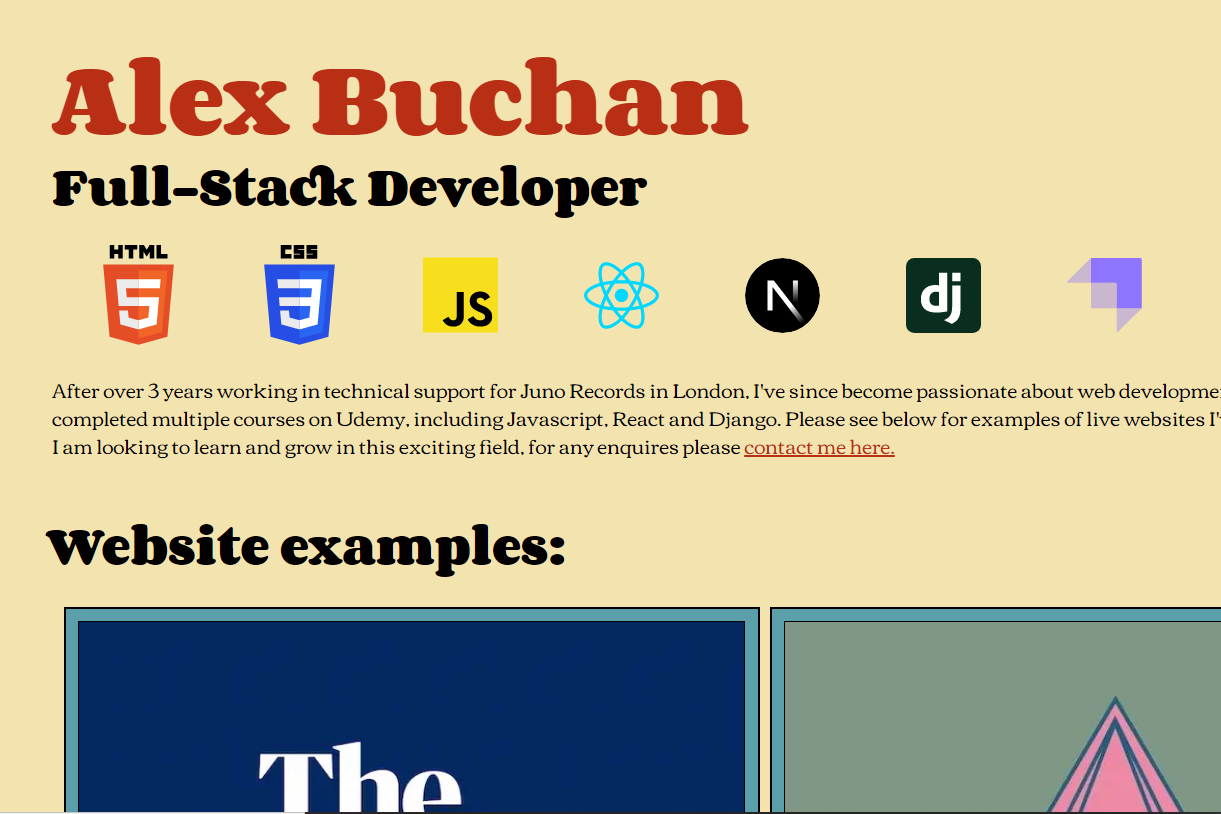 Alex Buchan
Full-Stack Developer
HTML CSS
5 3 JS N dj
After over 3 years working in technical support for Juno Records in London, I've since become passionate about web
completed multiple courses on Udemy, including Javascript, React and Django. Please see below for examples of live websites
I am looking to learn and grow in this exciting field, for any enquires please contact me here.
Website examples:
The